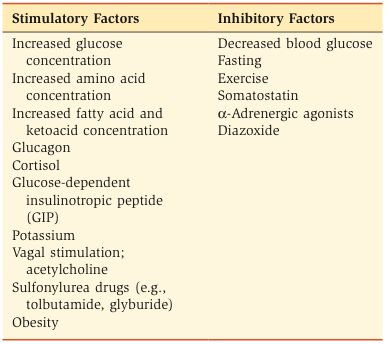 Stimulatory Factors
Increased glucose
concentration
Increased amino acid
concentration
Increased fatty acid and
ketoacid concentration
Glucagon
Cortisol
Glucose-dependent
insulinotropic peptide
(GIP)
Potassium
Vagal stimulation;
acetylcholine
Sulfonylurea drugs (e.g.,
tolbutamide, glyburide)
Obesity
Inhibitory Factors
Decreased blood glucose
Fasting
Exercise
Somatostatin
α-Adrenergic agonists
Diazoxide